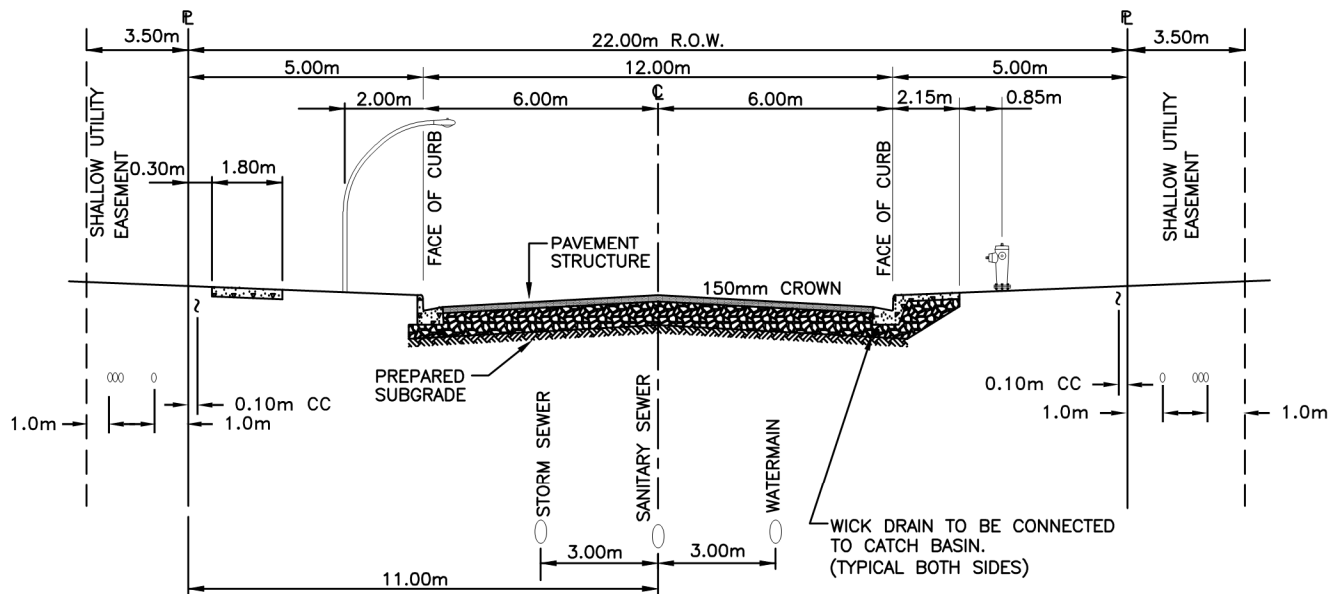 ℄ ℄
3.50m 22.00m R.O.W. 3.50m
5.00m 12.00m 5.00m
2.00m 6.00m ℄ 6.00m 2.15m 0.85m
0.30m 1.80m
SHALLOW UTILITY
EASEMENT
FACE OF CURB
FACE OF CURB
SHALLOW UTILITY
EASEMENT
PAVEMENT
STRUCTURE
150mm CROWN
PREPARED
SUBGRADE
0.10m CC
0.10m CC
1.0m 1.0m
1.0m 1.0m
STORM SEWER
SANITARY SEWER
WATERMAIN
WICK DRAIN TO BE CONNECTED
TO CATCH BASIN.
(TYPICAL BOTH SIDES)
3.00m 3.00m
11.00m